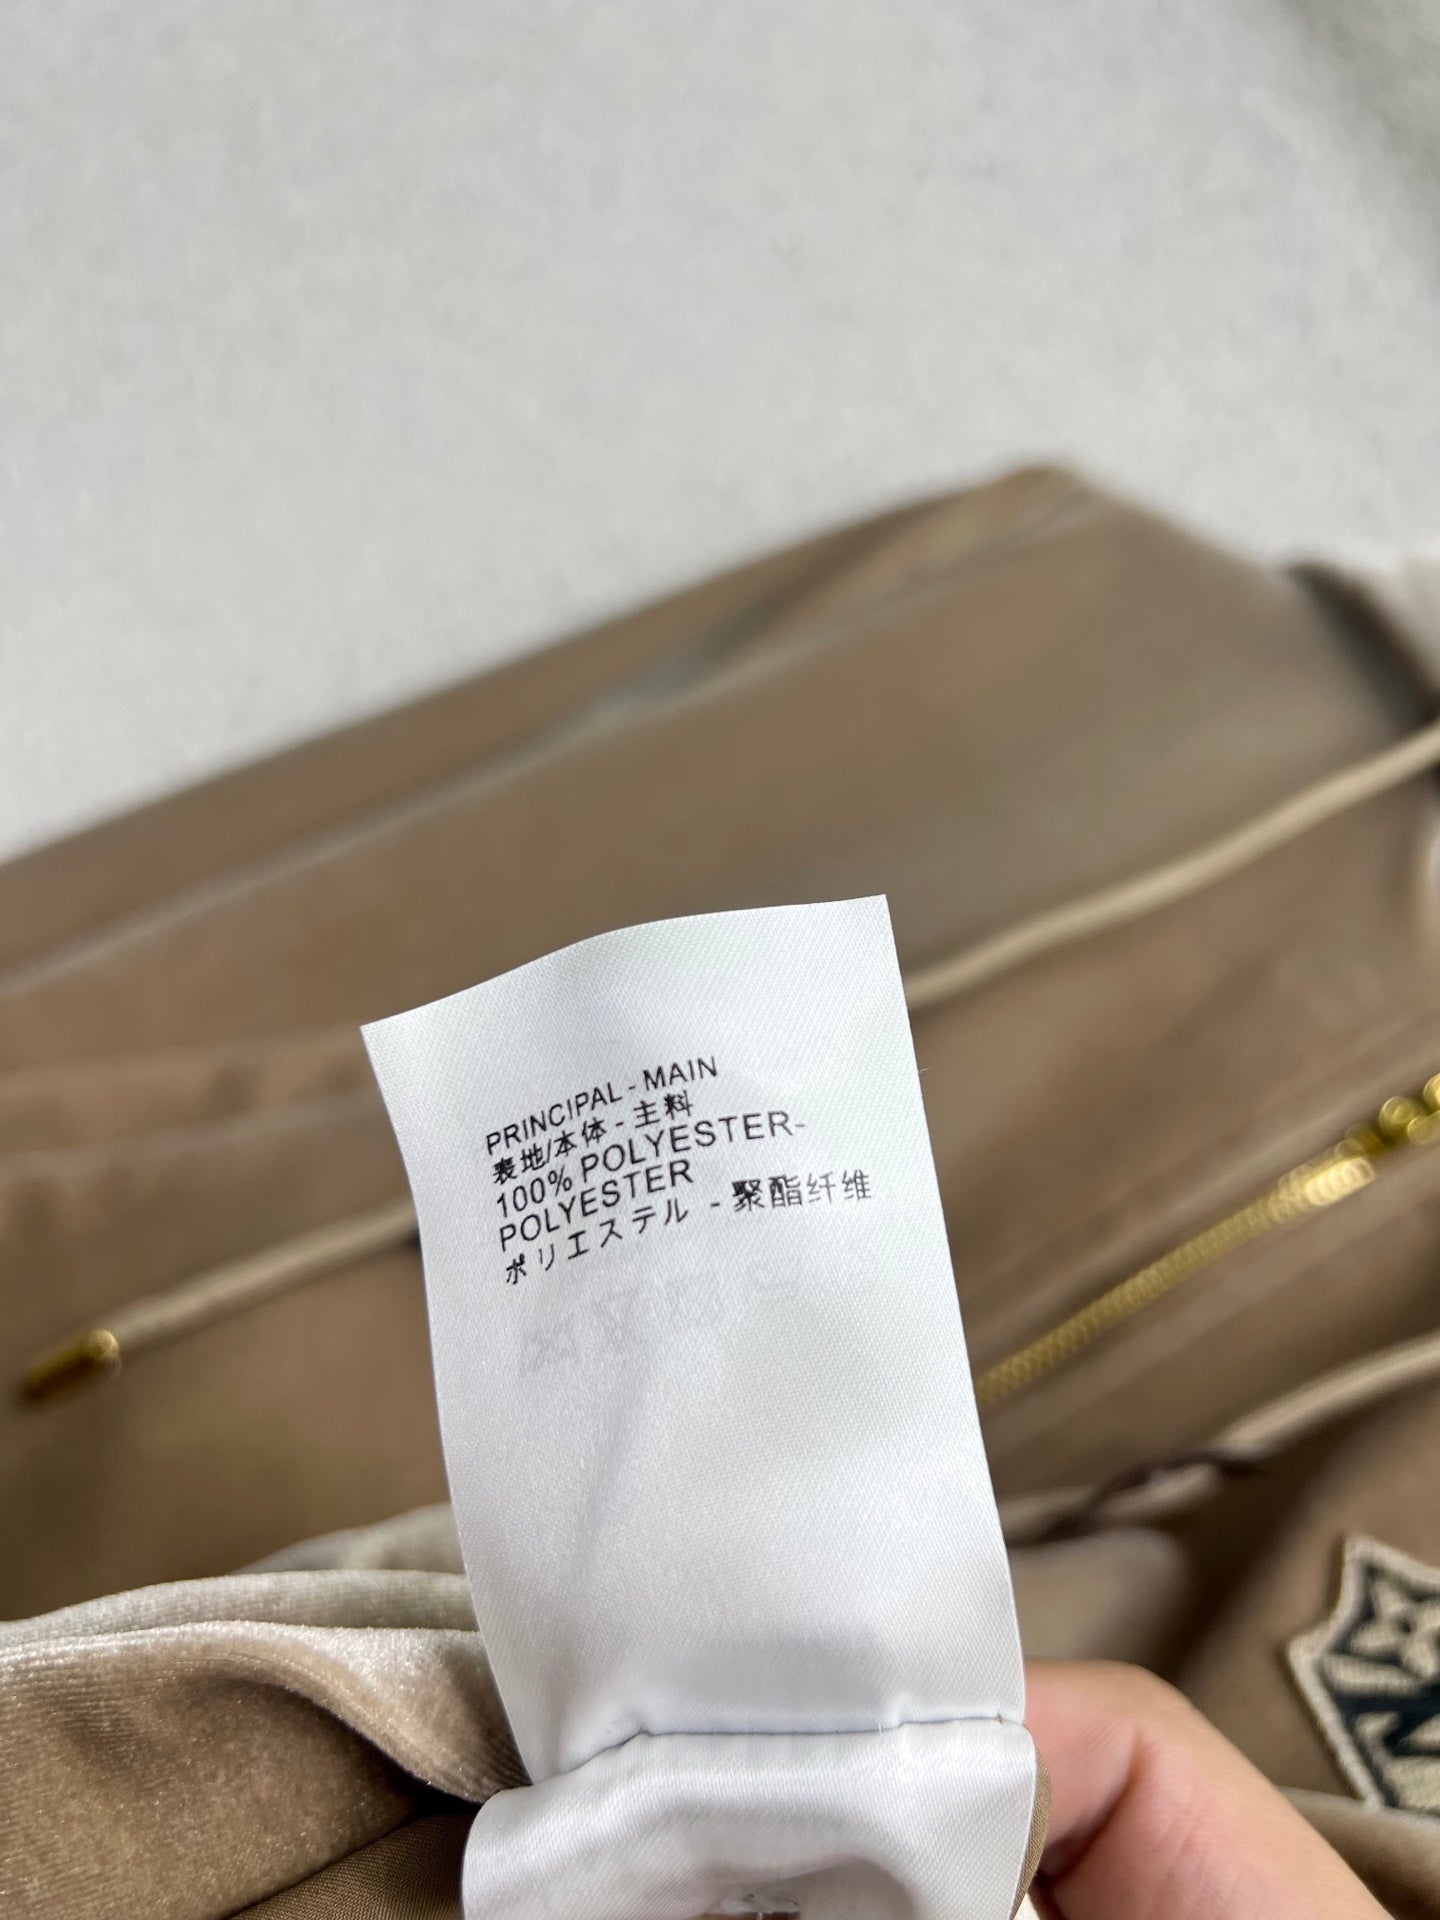 PRINCIPAL - MAIN
表地/本体 - 主料
100% POLYESTER-
POLYESTER
ポリエステル - 聚酯纤维